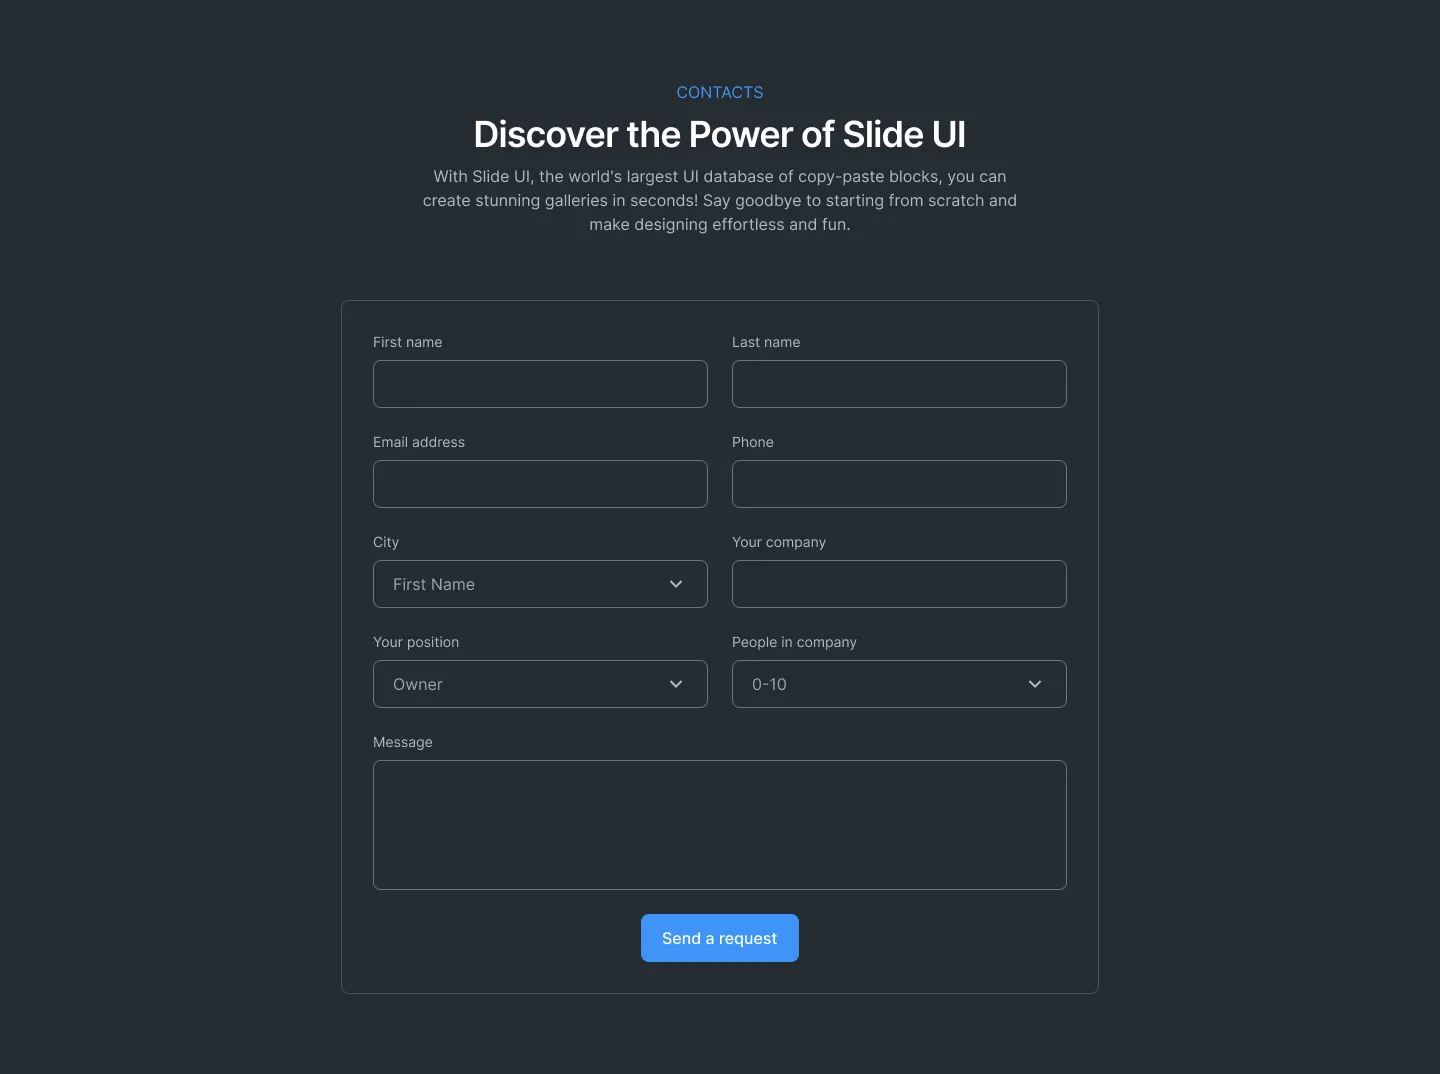 CONTACTS
Discover the Power of Slide UI
With Slide UI, the world's largest UI database of copy-paste blocks, you can
create stunning galleries in seconds! Say goodbye to starting from scratch and
make designing effortless and fun.
First name
Last name
Email address
Phone
City
Your company
First Name
Your position
People in company
Owner
0-10
Message
Send a request